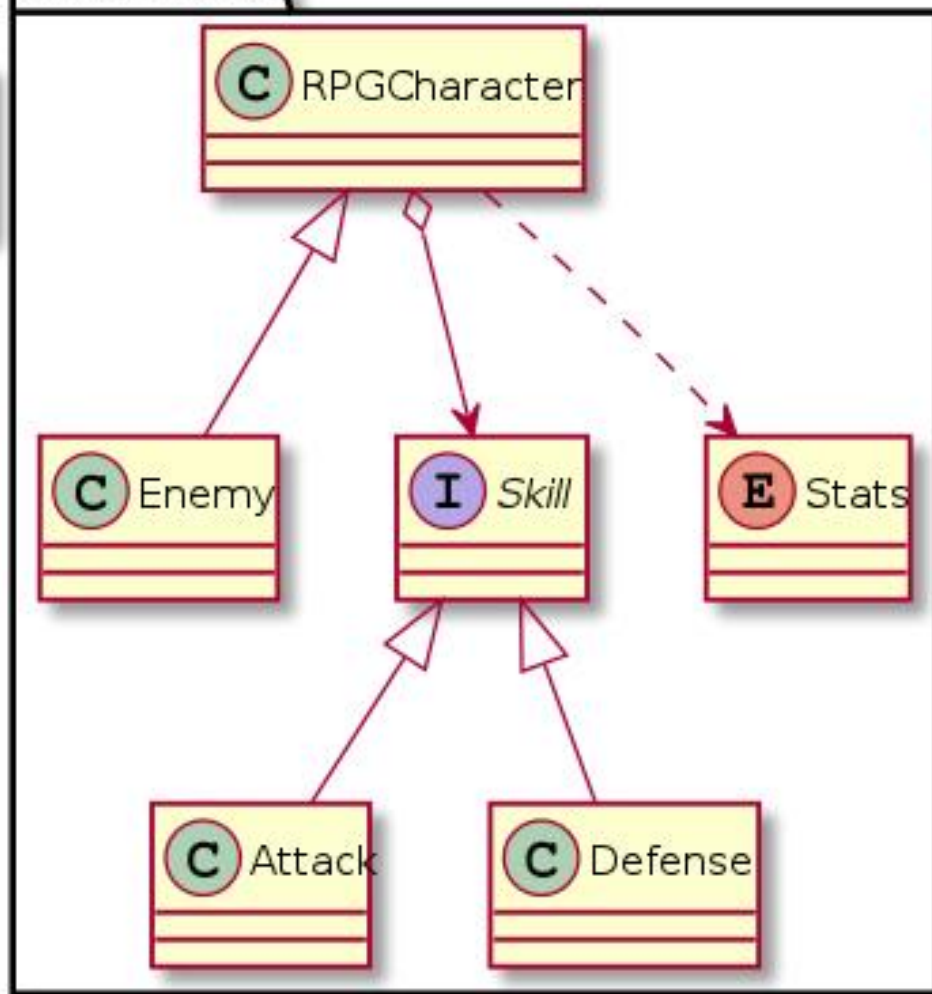 C RPGCharacter
C Enemy
I Skill
E Stats
C Attack
C Defense